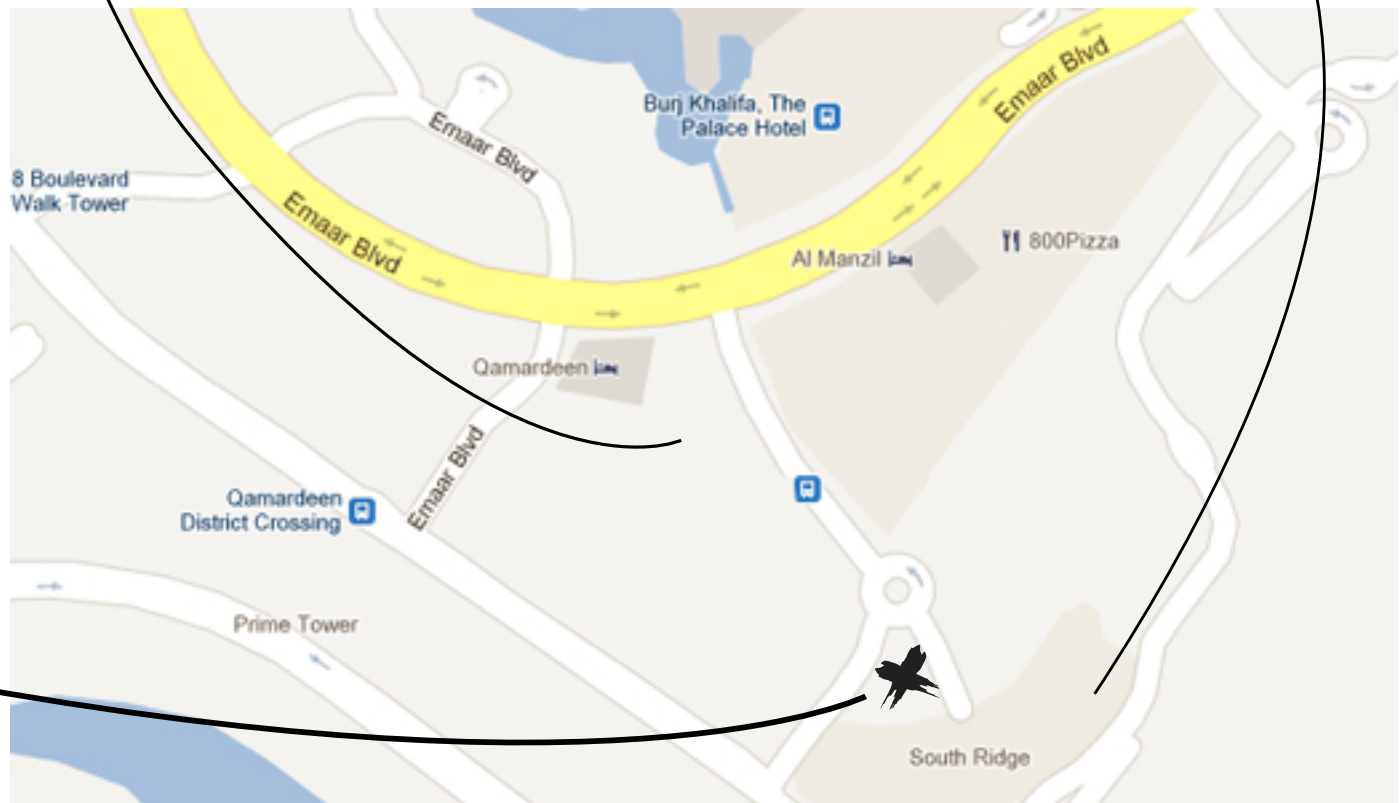 Emaar Blvd
Burj Khalifa, The
Palace Hotel
Emaar Blvd
8 Boulevard
Walk Tower
Emaar Blvd
Al Manzil
800Pizza
Qamardeen
Emaar Blvd
Qamardeen
District Crossing
Prime Tower
South Ridge